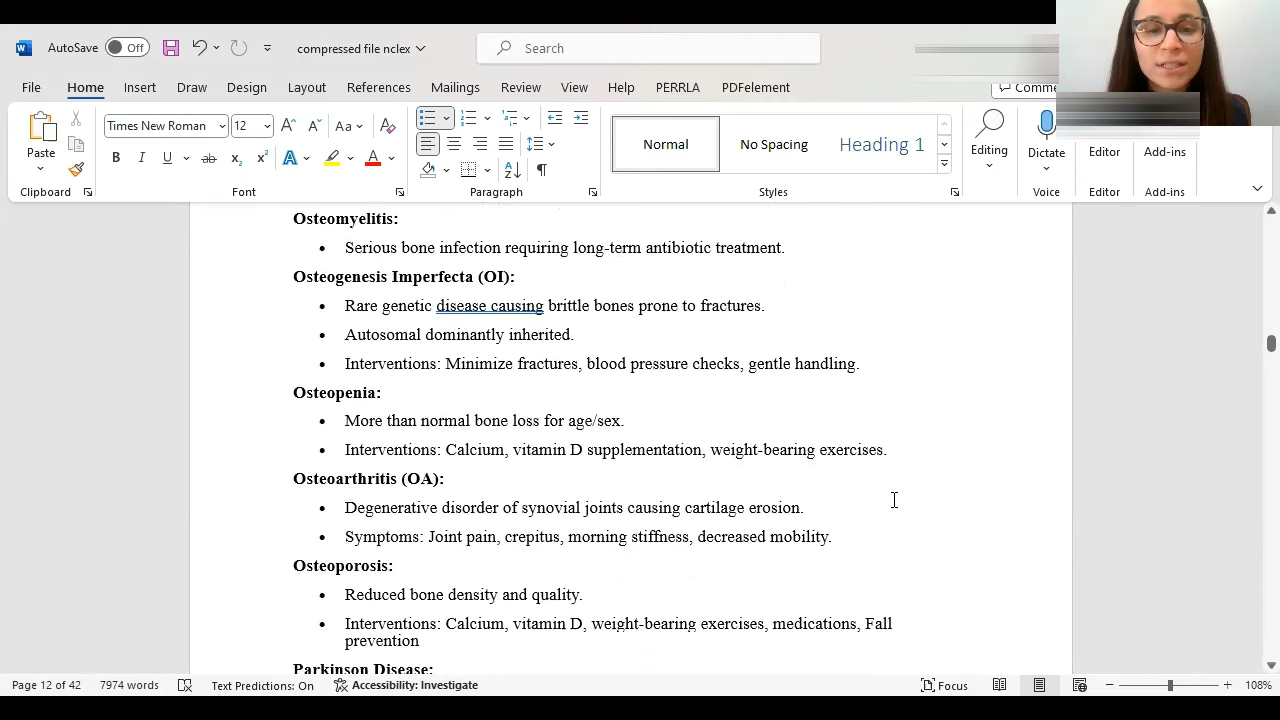 AutoSave Off compressed file nclex Search
File Home Insert Draw Design Layout References Mailings Review View Help PERRLA PDFelement Comme
Paste Times New Roman 12 Aa Normal No Spacing Heading 1 Editing Dictate Editor Add-ins
Clipboard Font Paragraph Styles Voice Editor Add-ins
Osteomyelitis:
• Serious bone infection requiring long-term antibiotic treatment.
Osteogenesis Imperfecta (OI):
• Rare genetic disease causing brittle bones prone to fractures.
• Autosomal dominantly inherited.
• Interventions: Minimize fractures, blood pressure checks, gentle handling.
Osteopenia:
• More than normal bone loss for age/sex.
• Interventions: Calcium, vitamin D supplementation, weight-bearing exercises.
Osteoarthritis (OA):
• Degenerative disorder of synovial joints causing cartilage erosion.
• Symptoms: Joint pain, crepitus, morning stiffness, decreased mobility.
Osteoporosis:
• Reduced bone density and quality.
• Interventions: Calcium, vitamin D, weight-bearing exercises, medications, Fall
prevention
Parkinson Disease:
Page 12 of 42 7974 words Text Predictions: On Accessibility: Investigate Focus 108%